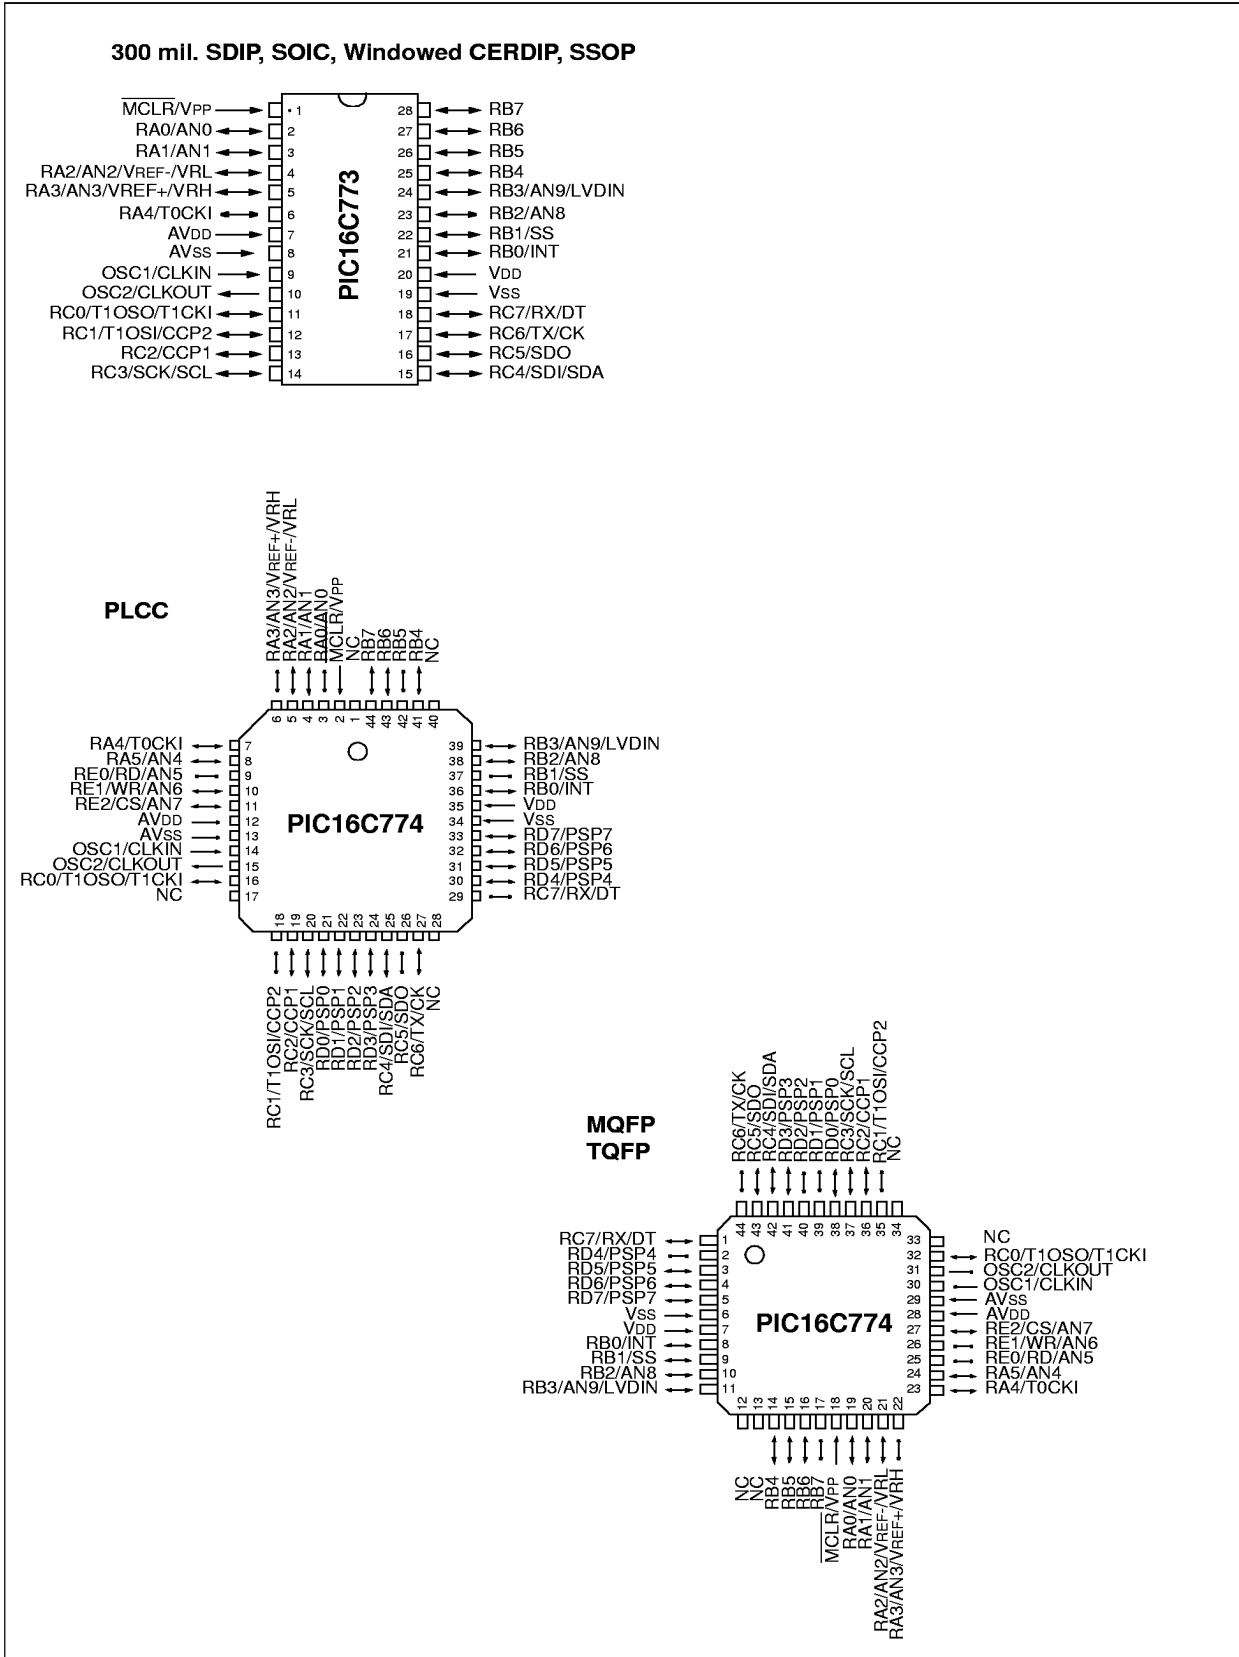 300 mil. SDIP, SOIC, Windowed CERDIP, SSOP
MCLR/VPP 1 28 RB7
RA0/AN0 2 27 RB6
RA1/AN1 3 26 RB5
RA2/AN2/VREF-/VRL 4 25 RB4
RA3/AN3/VREF+/VRH 5 24 RB3/AN9/LVDIN
RA4/T0CKI 6 23 RB2/AN8
AVDD 7 22 RB1/SS
AVSS 8 21 RB0/INT
OSC1/CLKIN 9 20 VDD
OSC2/CLKOUT 10 19 VSS
RC0/T1OSO/T1CKI 11 18 RC7/RX/DT
RC1/T1OSI/CCP2 12 17 RC6/TX/CK
RC2/CCP1 13 16 RC5/SDO
RC3/SCK/SCL 14 15 RC4/SDI/SDA
PIC16C773
PLCC
RA3/AN3/VREF+/VRH
RA2/AN2/VREF-/VRL
RA1/AN1
RA0/AN0
MCLR/VPP
NC
RB7
RB6
RB5
RB4
NC
6 5 4 3 2 1 44 43 42 41 40
RA4/T0CKI 7 39 RB3/AN9/LVDIN
RA5/AN4 8 38 RB2/AN8
RE0/RD/AN5 9 37 RB1/SS
RE1/WR/AN6 10 36 RB0/INT
RE2/CS/AN7 11 35 VDD
AVDD 12 34 VSS
AVSS 13 33 RD7/PSP7
OSC1/CLKIN 14 32 RD6/PSP6
OSC2/CLKOUT 15 31 RD5/PSP5
RC0/T1OSO/T1CKI 16 30 RD4/PSP4
NC 17 29 RC7/RX/DT
PIC16C774
18 19 20 21 22 23 24 25 26 27 28
RC1/T1OSI/CCP2
RC2/CCP1
RC3/SCK/SCL
RD0/PSP0
RD1/PSP1
RD2/PSP2
RD3/PSP3
RC4/SDI/SDA
RC5/SDO
RC6/TX/CK
NC
MQFP
TQFP
RC6/TX/CK
RC5/SDO
RC4/SDI/SDA
RD3/PSP3
RD2/PSP2
RD1/PSP1
RD0/PSP0
RC3/SCK/SCL
RC2/CCP1
RC1/T1OSI/CCP2
NC
44 43 42 41 40 39 38 37 36 35 34
RC7/RX/DT 1 33 NC
RD4/PSP4 2 32 RC0/T1OSO/T1CKI
RD5/PSP5 3 31 OSC2/CLKOUT
RD6/PSP6 4 30 OSC1/CLKIN
RD7/PSP7 5 29 AVSS
VSS 6 28 AVDD
VDD 7 27 RE2/CS/AN7
RB0/INT 8 26 RE1/WR/AN6
RB1/SS 9 25 RE0/RD/AN5
RB2/AN8 10 24 RA5/AN4
RB3/AN9/LVDIN 11 23 RA4/T0CKI
PIC16C774
12 13 14 15 16 17 18 19 20 21 22
NC
NC
RB4
RB5
RB6
RB7
MCLR/VPP
RA0/AN0
RA1/AN1
RA2/AN2/VREF-/VRL
RA3/AN3/VREF+/VRH